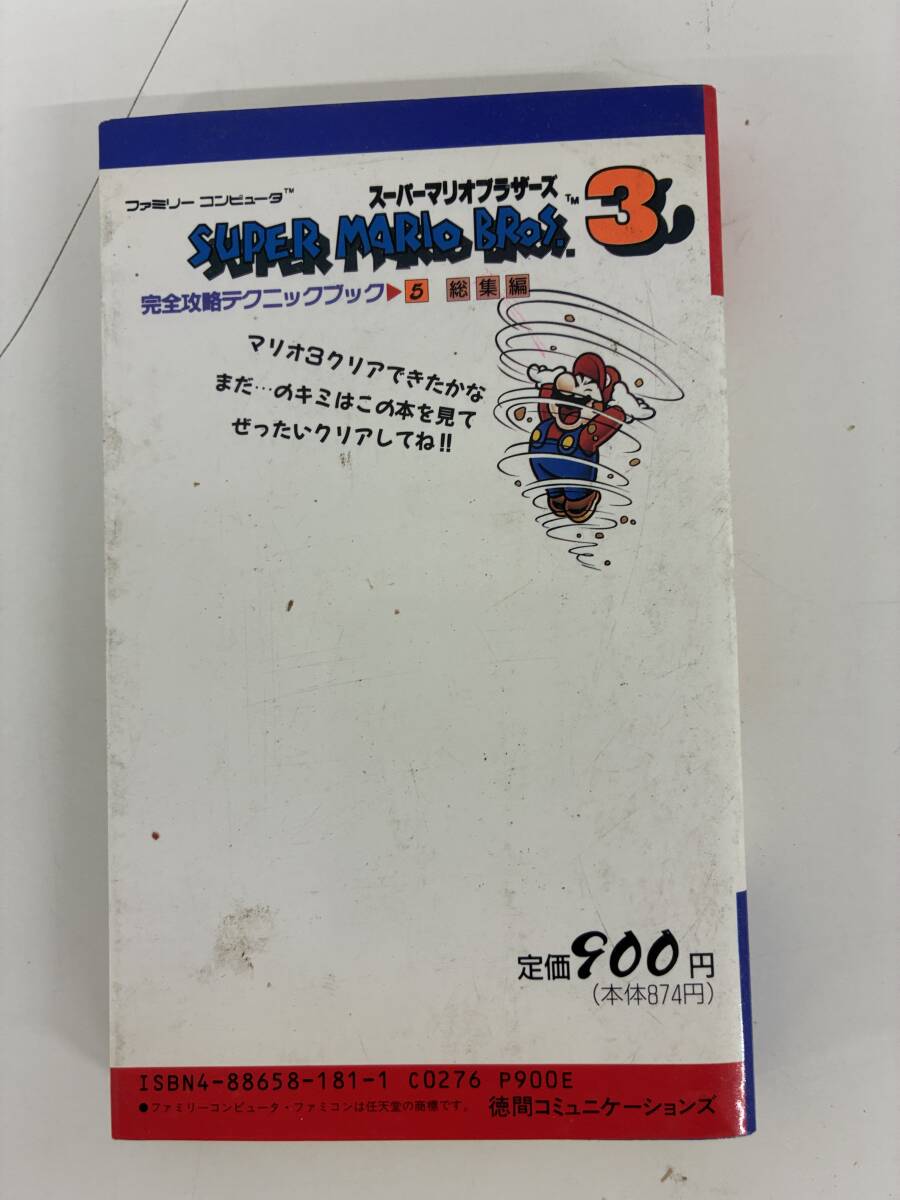 ファミリー コンピュータ™
スーパーマリオブラザーズ
SUPER MARIO BROS.™ 3
完全攻略テクニックブック▶5 総集編
マリオ3クリアできたかな
まだ…のキミはこの本を見て
ぜったいクリアしてね!!
定価900円
(本体874円)
ISBN4-88658-181-1 C0276 P900E
●ファミリーコンピュータ・ファミコンは任天堂の商標です。 徳間コミュニケーションズ